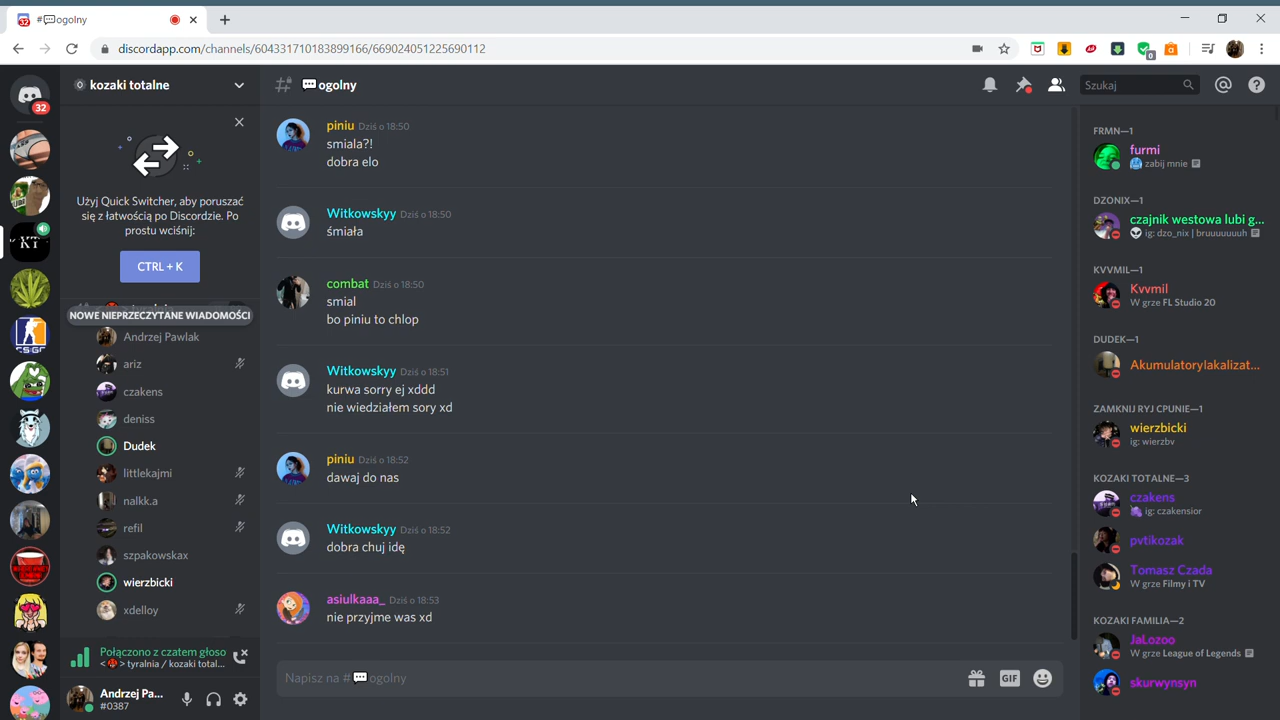 32
#💬ogolny
discordapp.com/channels/604331710183899166/669024051225690112
0
32
KT
CS:GO
kozaki totalne
Użyj Quick Switcher, aby poruszać
się z łatwością po Discordzie. Po
prostu wciśnij:
CTRL + K
NOWE NIEPRZECZYTANE WIADOMOŚCI
Andrzej Pawlak
ariz
czakens
deniss
Dudek
littlekajmi
nalkk.a
refil
szpakowskax
wierzbicki
xdelloy
Połączono z czatem głoso
< > tyralnia / kozaki total...
Andrzej Pa...
#0387
💬ogolny
Szukaj
piniu Dziś o 18:50
smiala?!
dobra elo
Witkowskyy Dziś o 18:50
śmiała
combat Dziś o 18:50
smial
bo piniu to chlop
Witkowskyy Dziś o 18:51
kurwa sorry ej xddd
nie wiedziałem sory xd
piniu Dziś o 18:52
dawaj do nas
Witkowskyy Dziś o 18:52
dobra chuj idę
asiulkaaa_ Dziś o 18:53
nie przyjme was xd
Napisz na #💬ogolny
GIF
FRMN—1
furmi
zabij mnie
DZONIX—1
czajnik westowa lubi g...
👽 ig: dzo_nix | bruuuuuuuh
KVVMIL—1
Kvvmil
W grze FL Studio 20
DUDEK—1
Akumulatorylakalizat...
ZAMKNIJ RYJ CPUNIE—1
wierzbicki
ig: wierzbv
KOZAKI TOTALNE—3
czakens
ig: czakensior
pvtikozak
Tomasz Czada
W grze Filmy i TV
KOZAKI FAMILIA—2
JaLozoo
W grze League of Legends
skurwynsyn